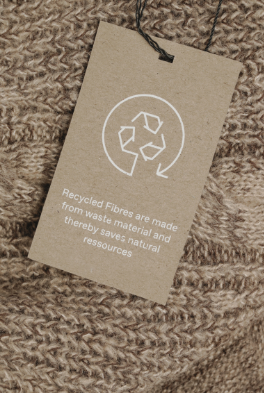 Recycled Fibres are made
from waste material and
thereby saves natural
ressources